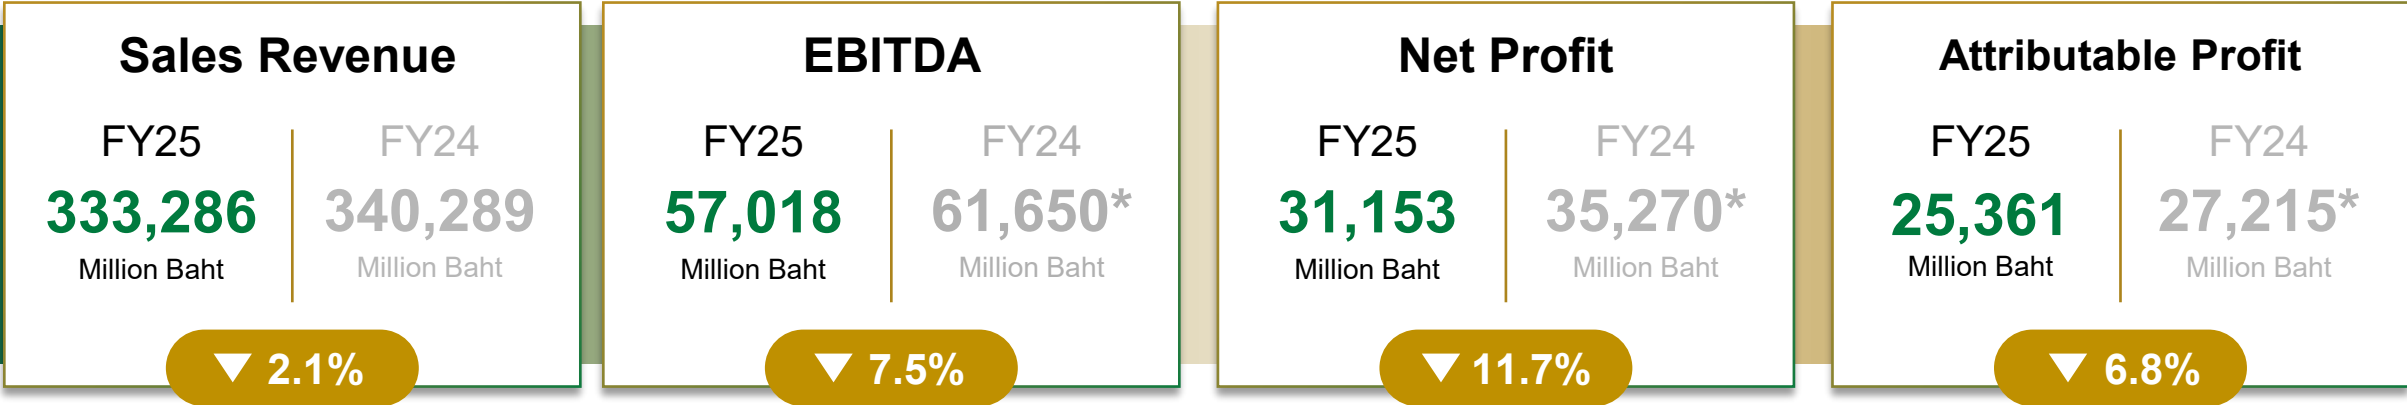 Sales Revenue
FY25
333,286
Million Baht
FY24
340,289
Million Baht
▼ 2.1%
EBITDA
FY25
57,018
Million Baht
FY24
61,650*
Million Baht
▼ 7.5%
Net Profit
FY25
31,153
Million Baht
FY24
35,270*
Million Baht
▼ 11.7%
Attributable Profit
FY25
25,361
Million Baht
FY24
27,215*
Million Baht
▼ 6.8%